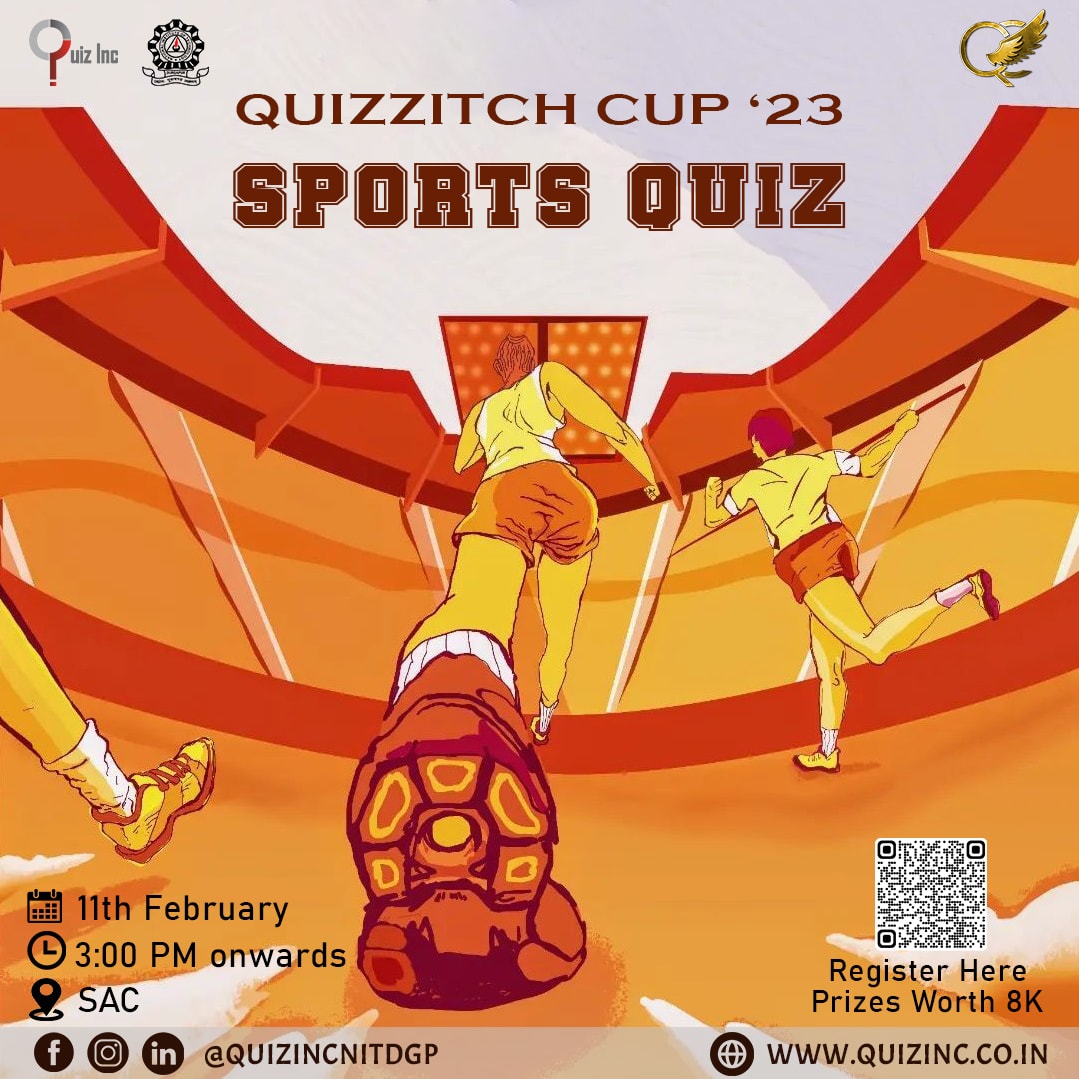 Quiz Inc
QUIZZITCH CUP ‘23
SPORTS QUIZ
11th February
3:00 PM onwards
SAC
Register Here
Prizes Worth 8K
@QUIZINCNITDGP
WWW.QUIZINC.CO.IN